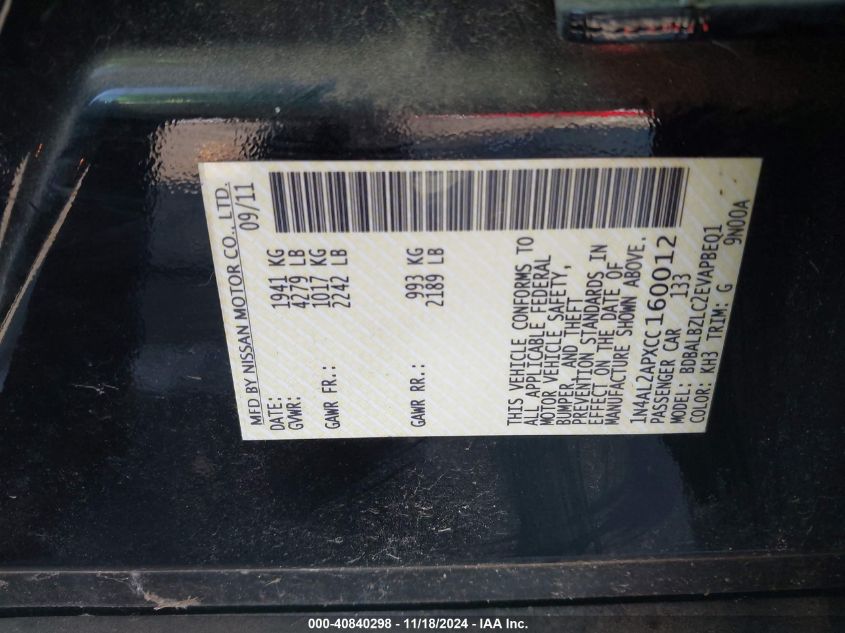 MFD BY NISSAN MOTOR CO., LTD.
DATE: 09/11
GVWR: 1941 KG
4279 LB
GAWR FR.: 1017 KG
2242 LB
GAWR RR.: 993 KG
2189 LB
THIS VEHICLE CONFORMS TO
ALL APPLICABLE FEDERAL
MOTOR VEHICLE SAFETY,
BUMPER, AND THEFT
PREVENTION STANDARDS IN
EFFECT ON THE DATE OF
MANUFACTURE SHOWN ABOVE.
1N4AL2APXCC160012
PASSENGER CAR 133
MODEL: BDBALBZLC2EVAPBEQ1
COLOR: KH3 TRIM: G 9N00A
000-40840298 - 11/18/2024 - IAA Inc.